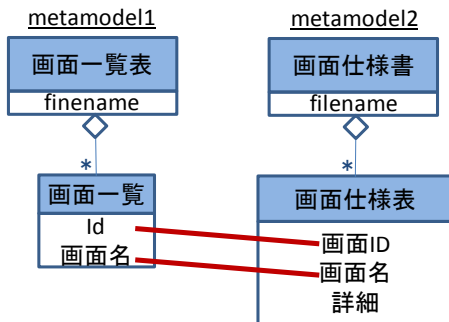 metamodel1
画面一覧表
finename
*
画面一覧
Id
画面名
metamodel2
画面仕様書
filename
*
画面仕様表
画面ID
画面名
詳細